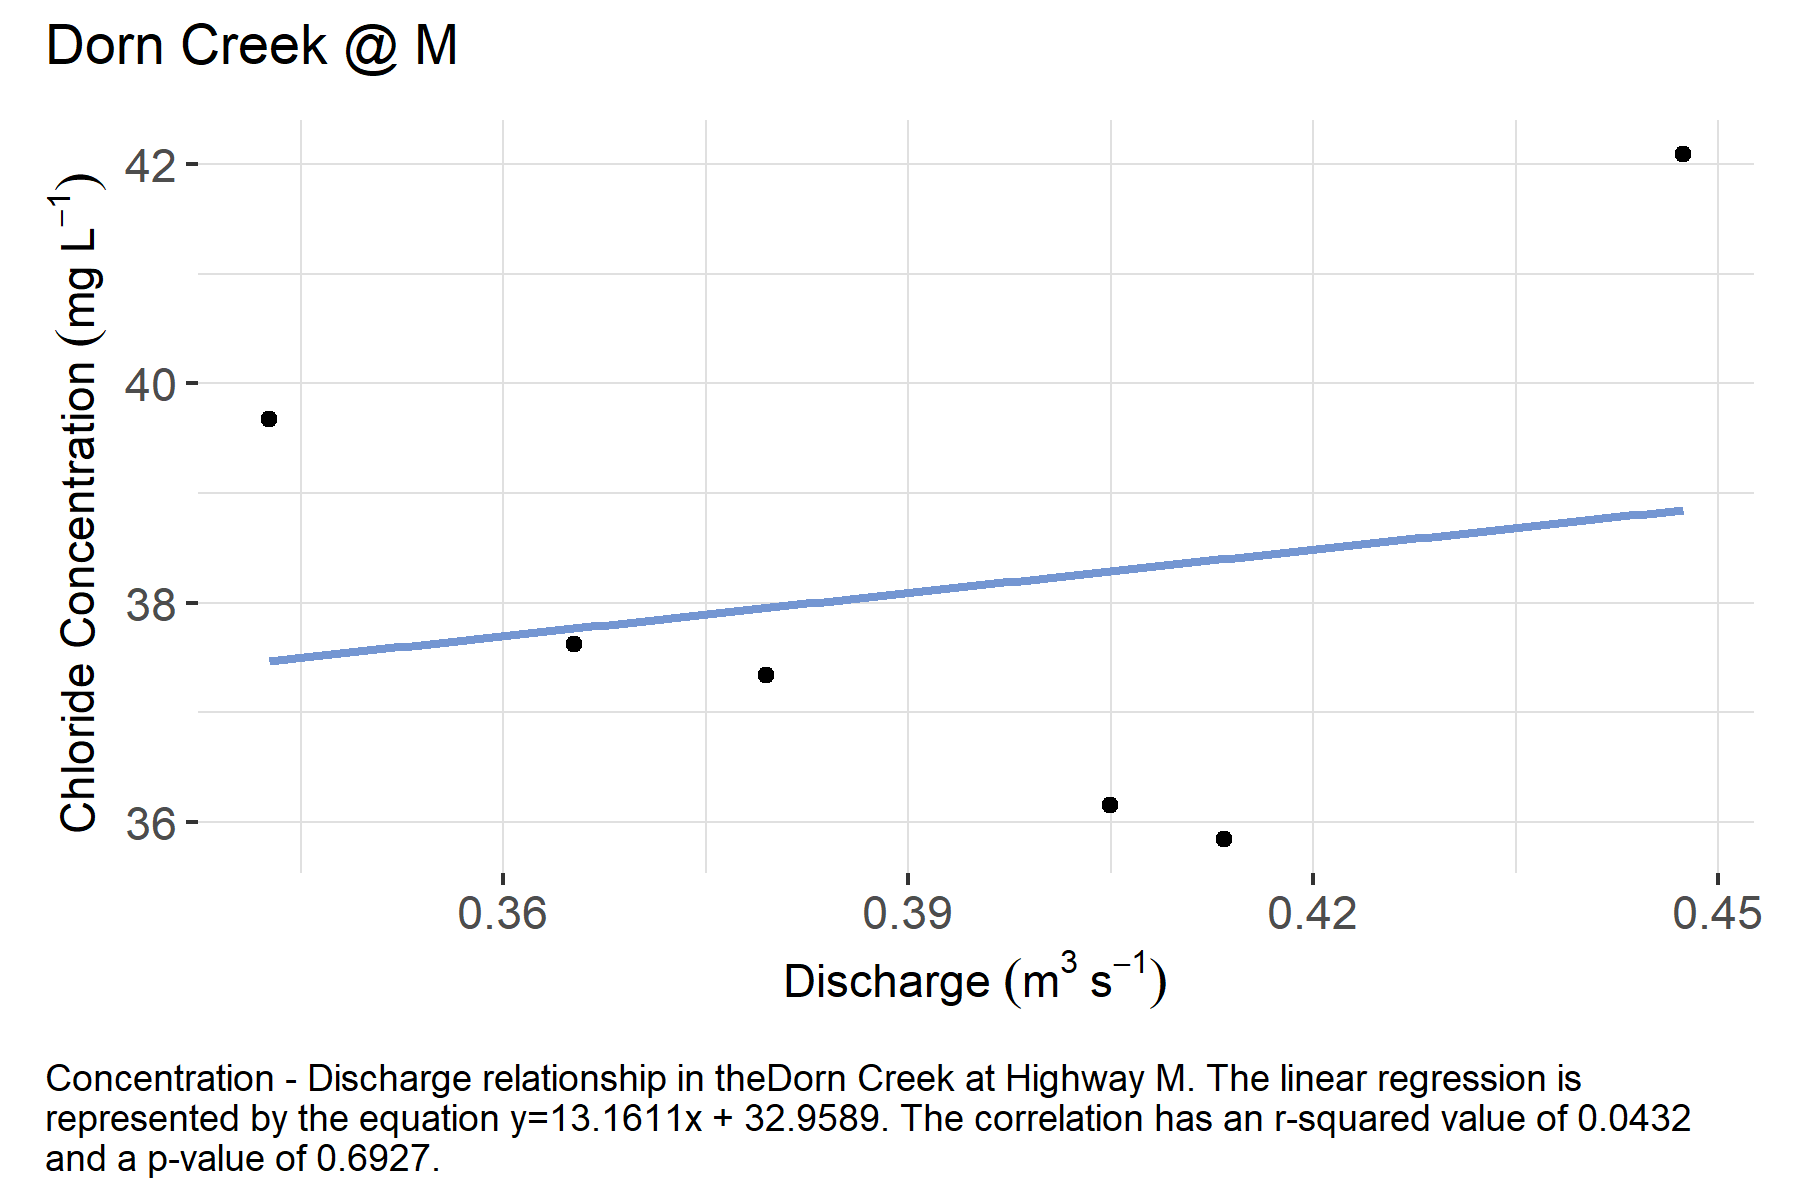 Dorn Creek @ M
Chloride Concentration (mg L⁻¹)
42
40
38
36
0.36
0.39
0.42
0.45
Discharge (m³ s⁻¹)
Concentration - Discharge relationship in theDorn Creek at Highway M. The linear regression is
represented by the equation y=13.1611x + 32.9589. The correlation has an r-squared value of 0.0432
and a p-value of 0.6927.